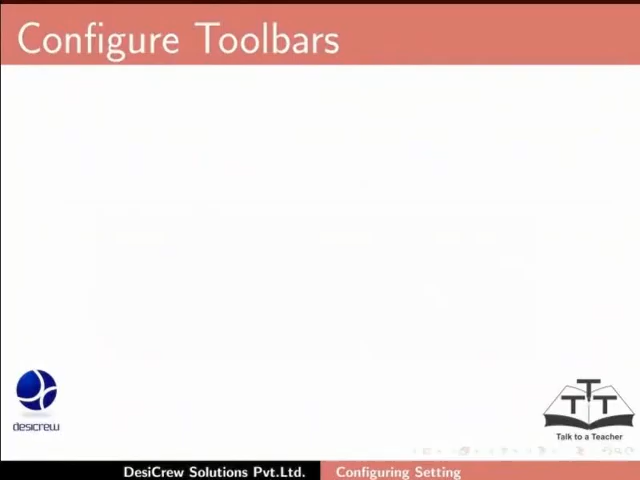 Configure Toolbars
desicrew
T
T T
Talk to a Teacher
DesiCrew Solutions Pvt.Ltd. Configuring Setting